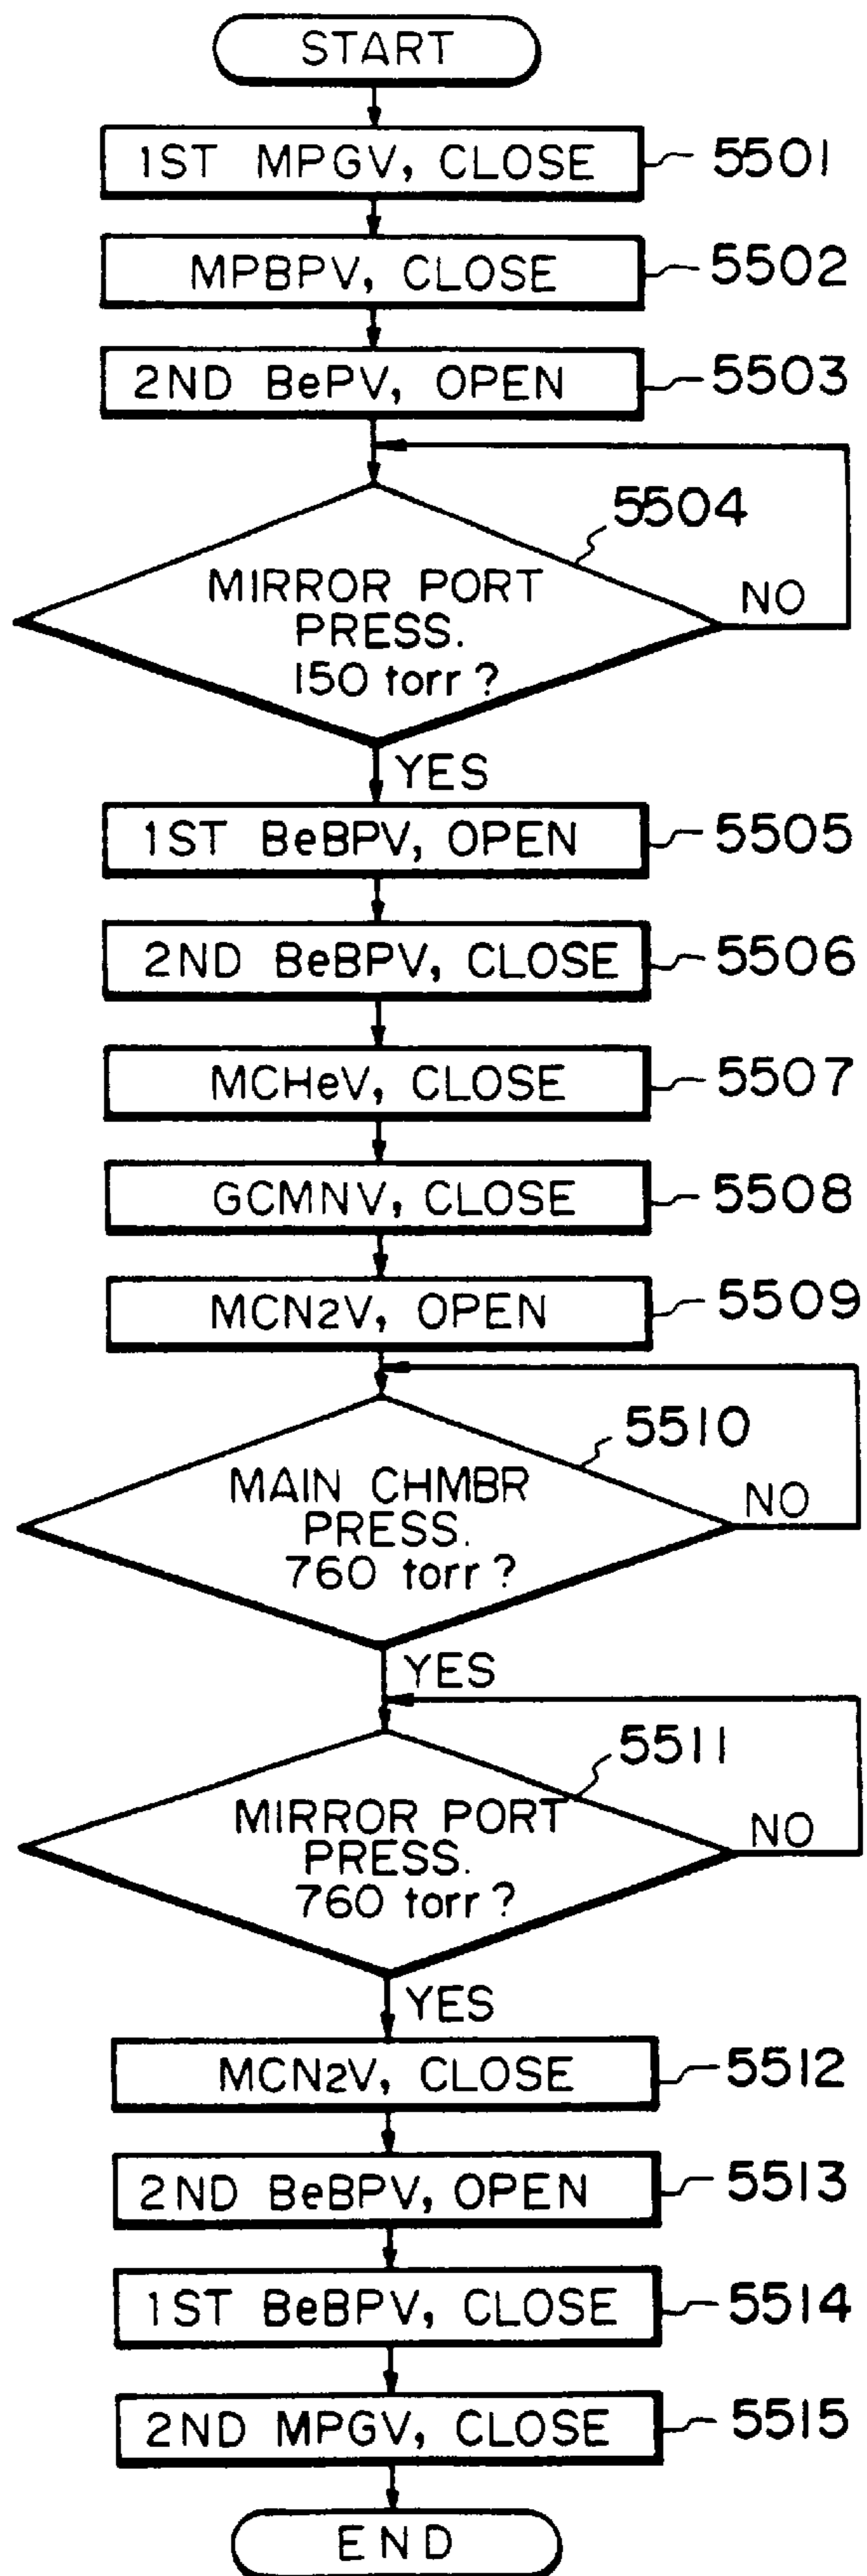 START
1ST MPGV, CLOSE
5501
MPBPV, CLOSE
5502
2ND BePV, OPEN
5503
5504
MIRROR PORT
PRESS.
150 torr?
NO
YES
1ST BeBPV, OPEN
5505
2ND BeBPV, CLOSE
5506
MCHeV, CLOSE
5507
GCMNV, CLOSE
5508
MCN2V, OPEN
5509
5510
MAIN CHMBR
PRESS.
760 torr?
NO
YES
5511
MIRROR PORT
PRESS.
760 torr?
NO
YES
MCN2V, CLOSE
5512
2ND BeBPV, OPEN
5513
1ST BeBPV, CLOSE
5514
2ND MPGV, CLOSE
5515
END